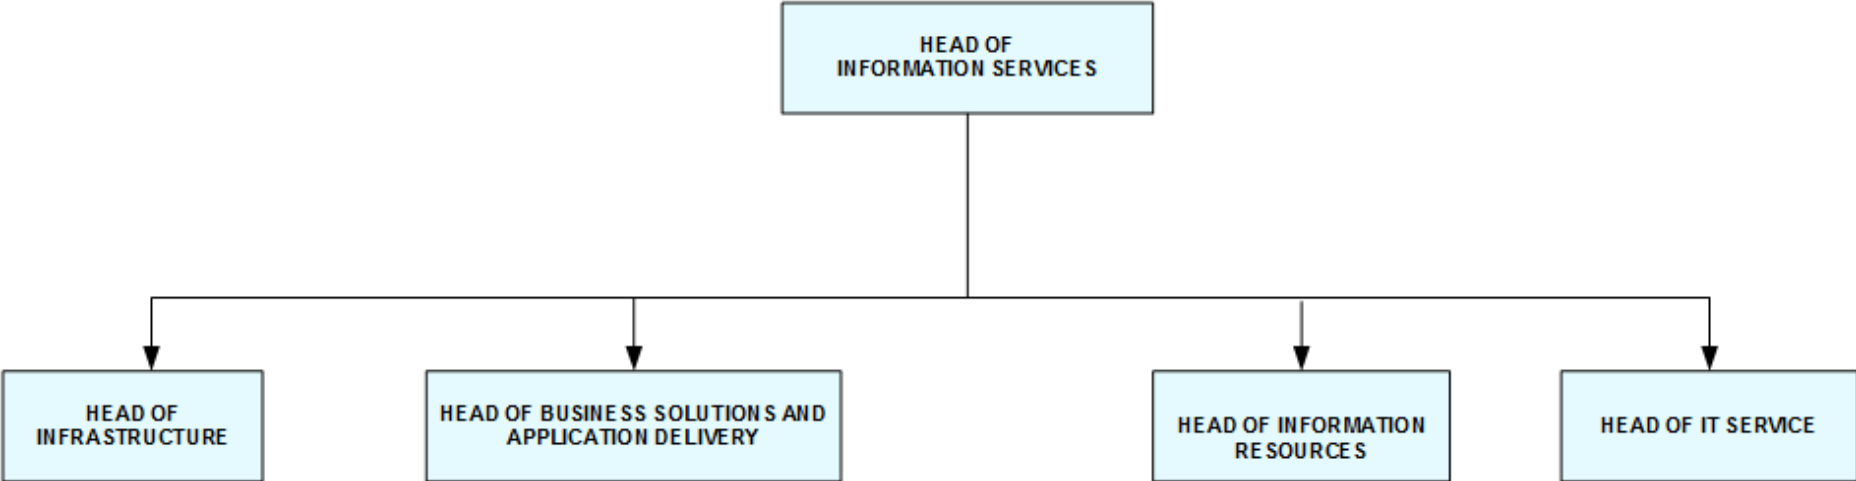 HEAD OF
INFORMATION SERVICES
HEAD OF
INFRASTRUCTURE
HEAD OF BUSINESS SOLUTIONS AND
APPLICATION DELIVERY
HEAD OF INFORMATION
RESOURCES
HEAD OF IT SERVICE